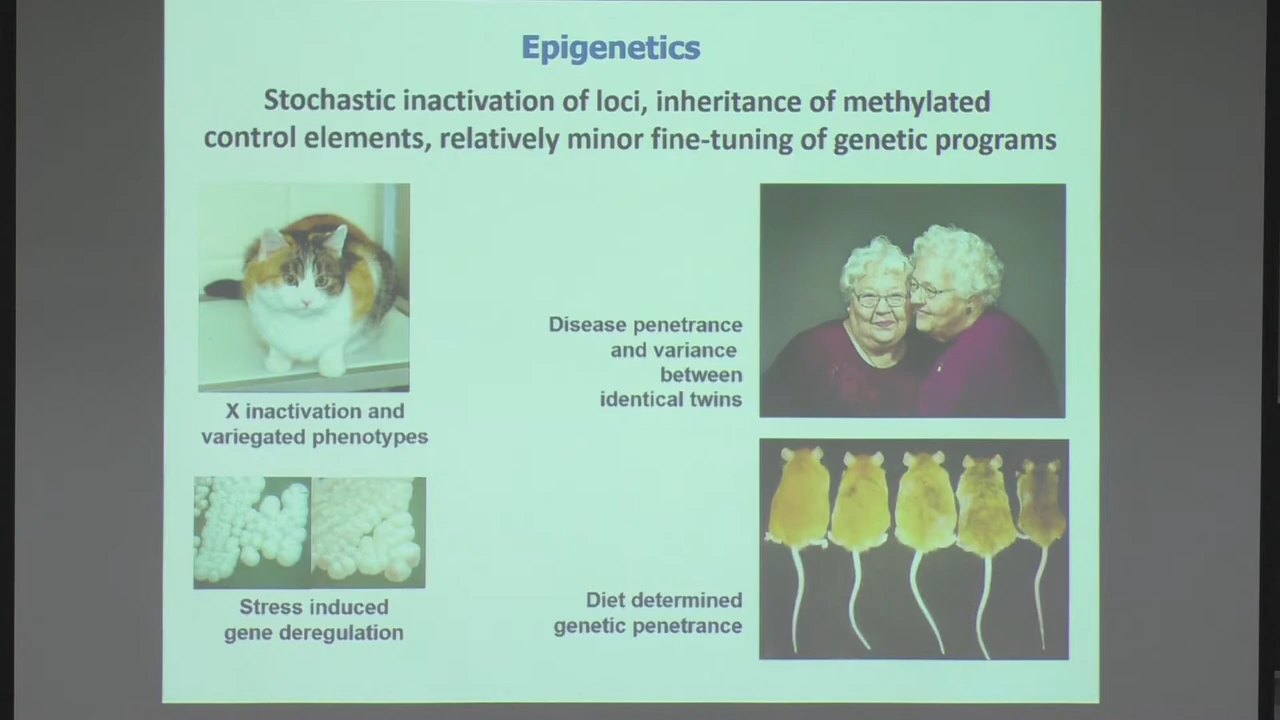 Epigenetics
Stochastic inactivation of loci, inheritance of methylated
control elements, relatively minor fine-tuning of genetic programs
X inactivation and
variegated phenotypes
Disease penetrance
and variance
between
identical twins
Stress induced
gene deregulation
Diet determined
genetic penetrance